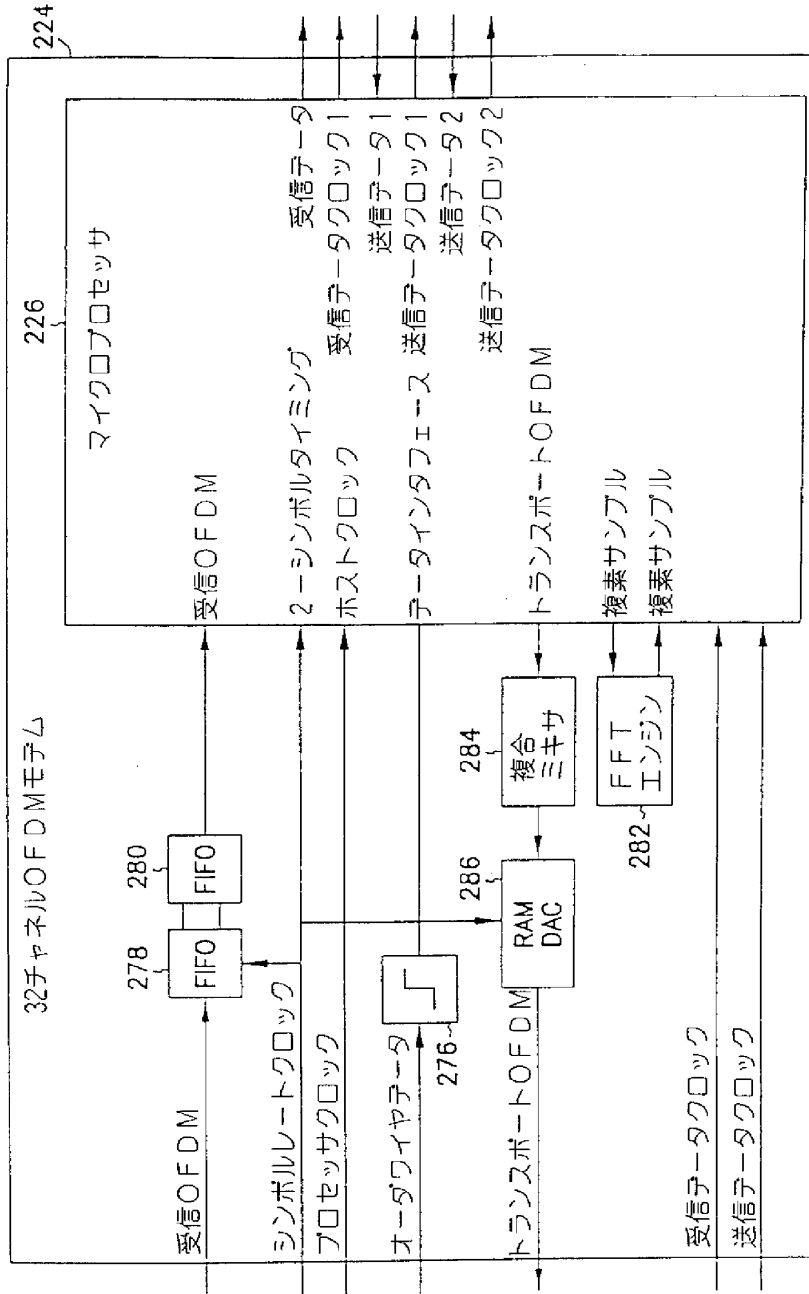 32チャネルOFDMモデム
224
226
マイクロプロセッサ
受信OFDM
278
FIFO
280
FIFO
受信OFDM
シンボルレートクロック
2-シンボルタイミング
プロセッサクロック
ホストクロック
オーダワイヤデータ
276
データインタフェース
トランスポートOFDM
RAM
DAC
286
複合
ミキサ
284
トランスポートOFDM
FFT
エンジン
282
複素サンプル
複素サンプル
受信データクロック
送信データクロック
受信データ
受信データクロック1
送信データ1
送信データクロック1
送信データ2
送信データクロック2